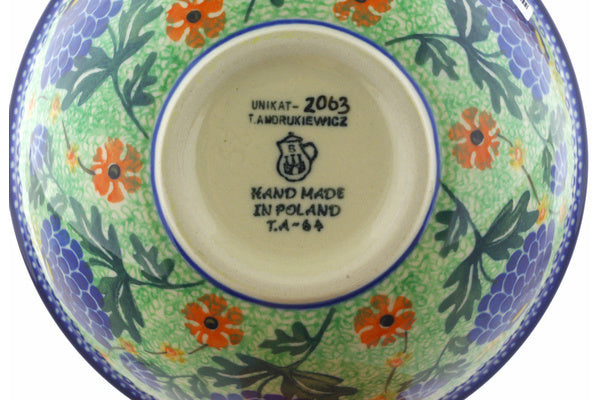 UNIKAT- 2063
T.ANDRUKIEWICZ
B
HAND MADE
IN POLAND
T.A-64